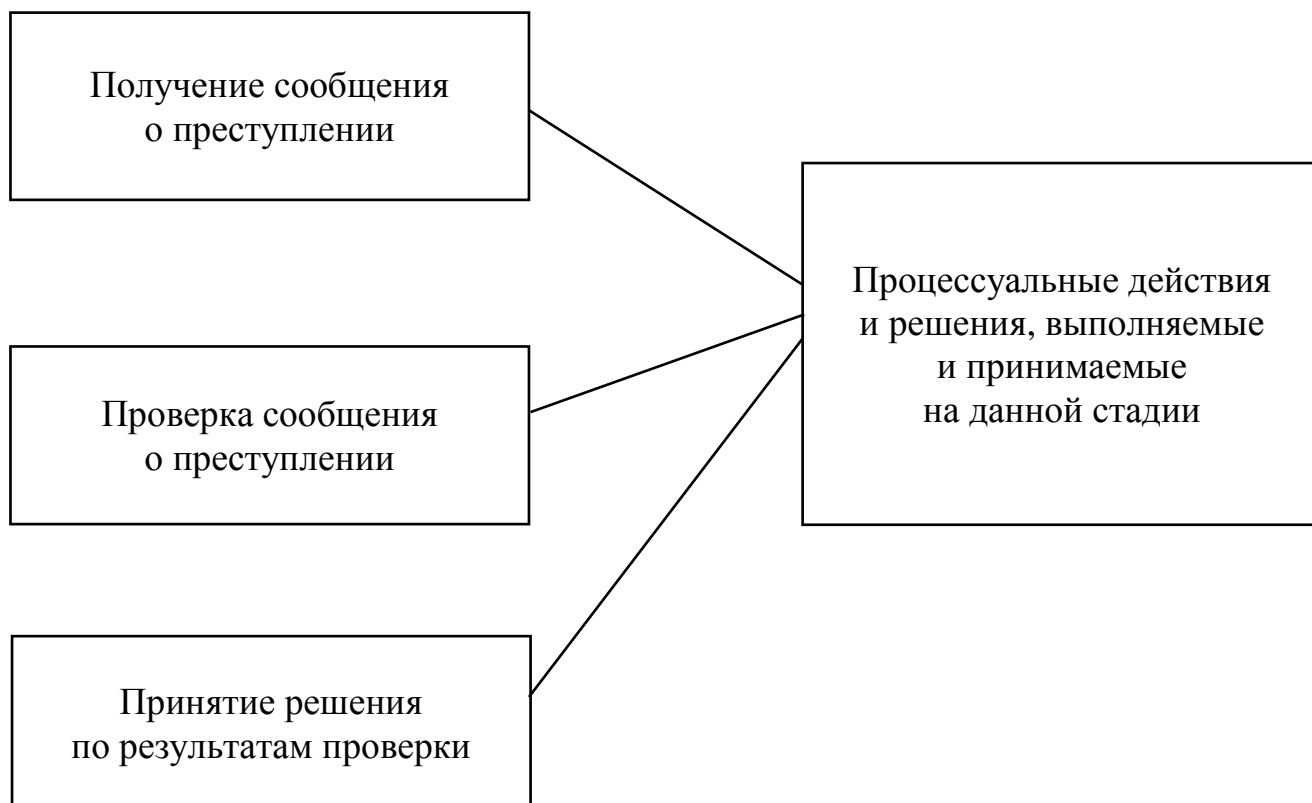 Получение сообщения
о преступлении
Проверка сообщения
о преступлении
Принятие решения
по результатам проверки
Процессуальные действия
и решения, выполняемые
и принимаемые
на данной стадии